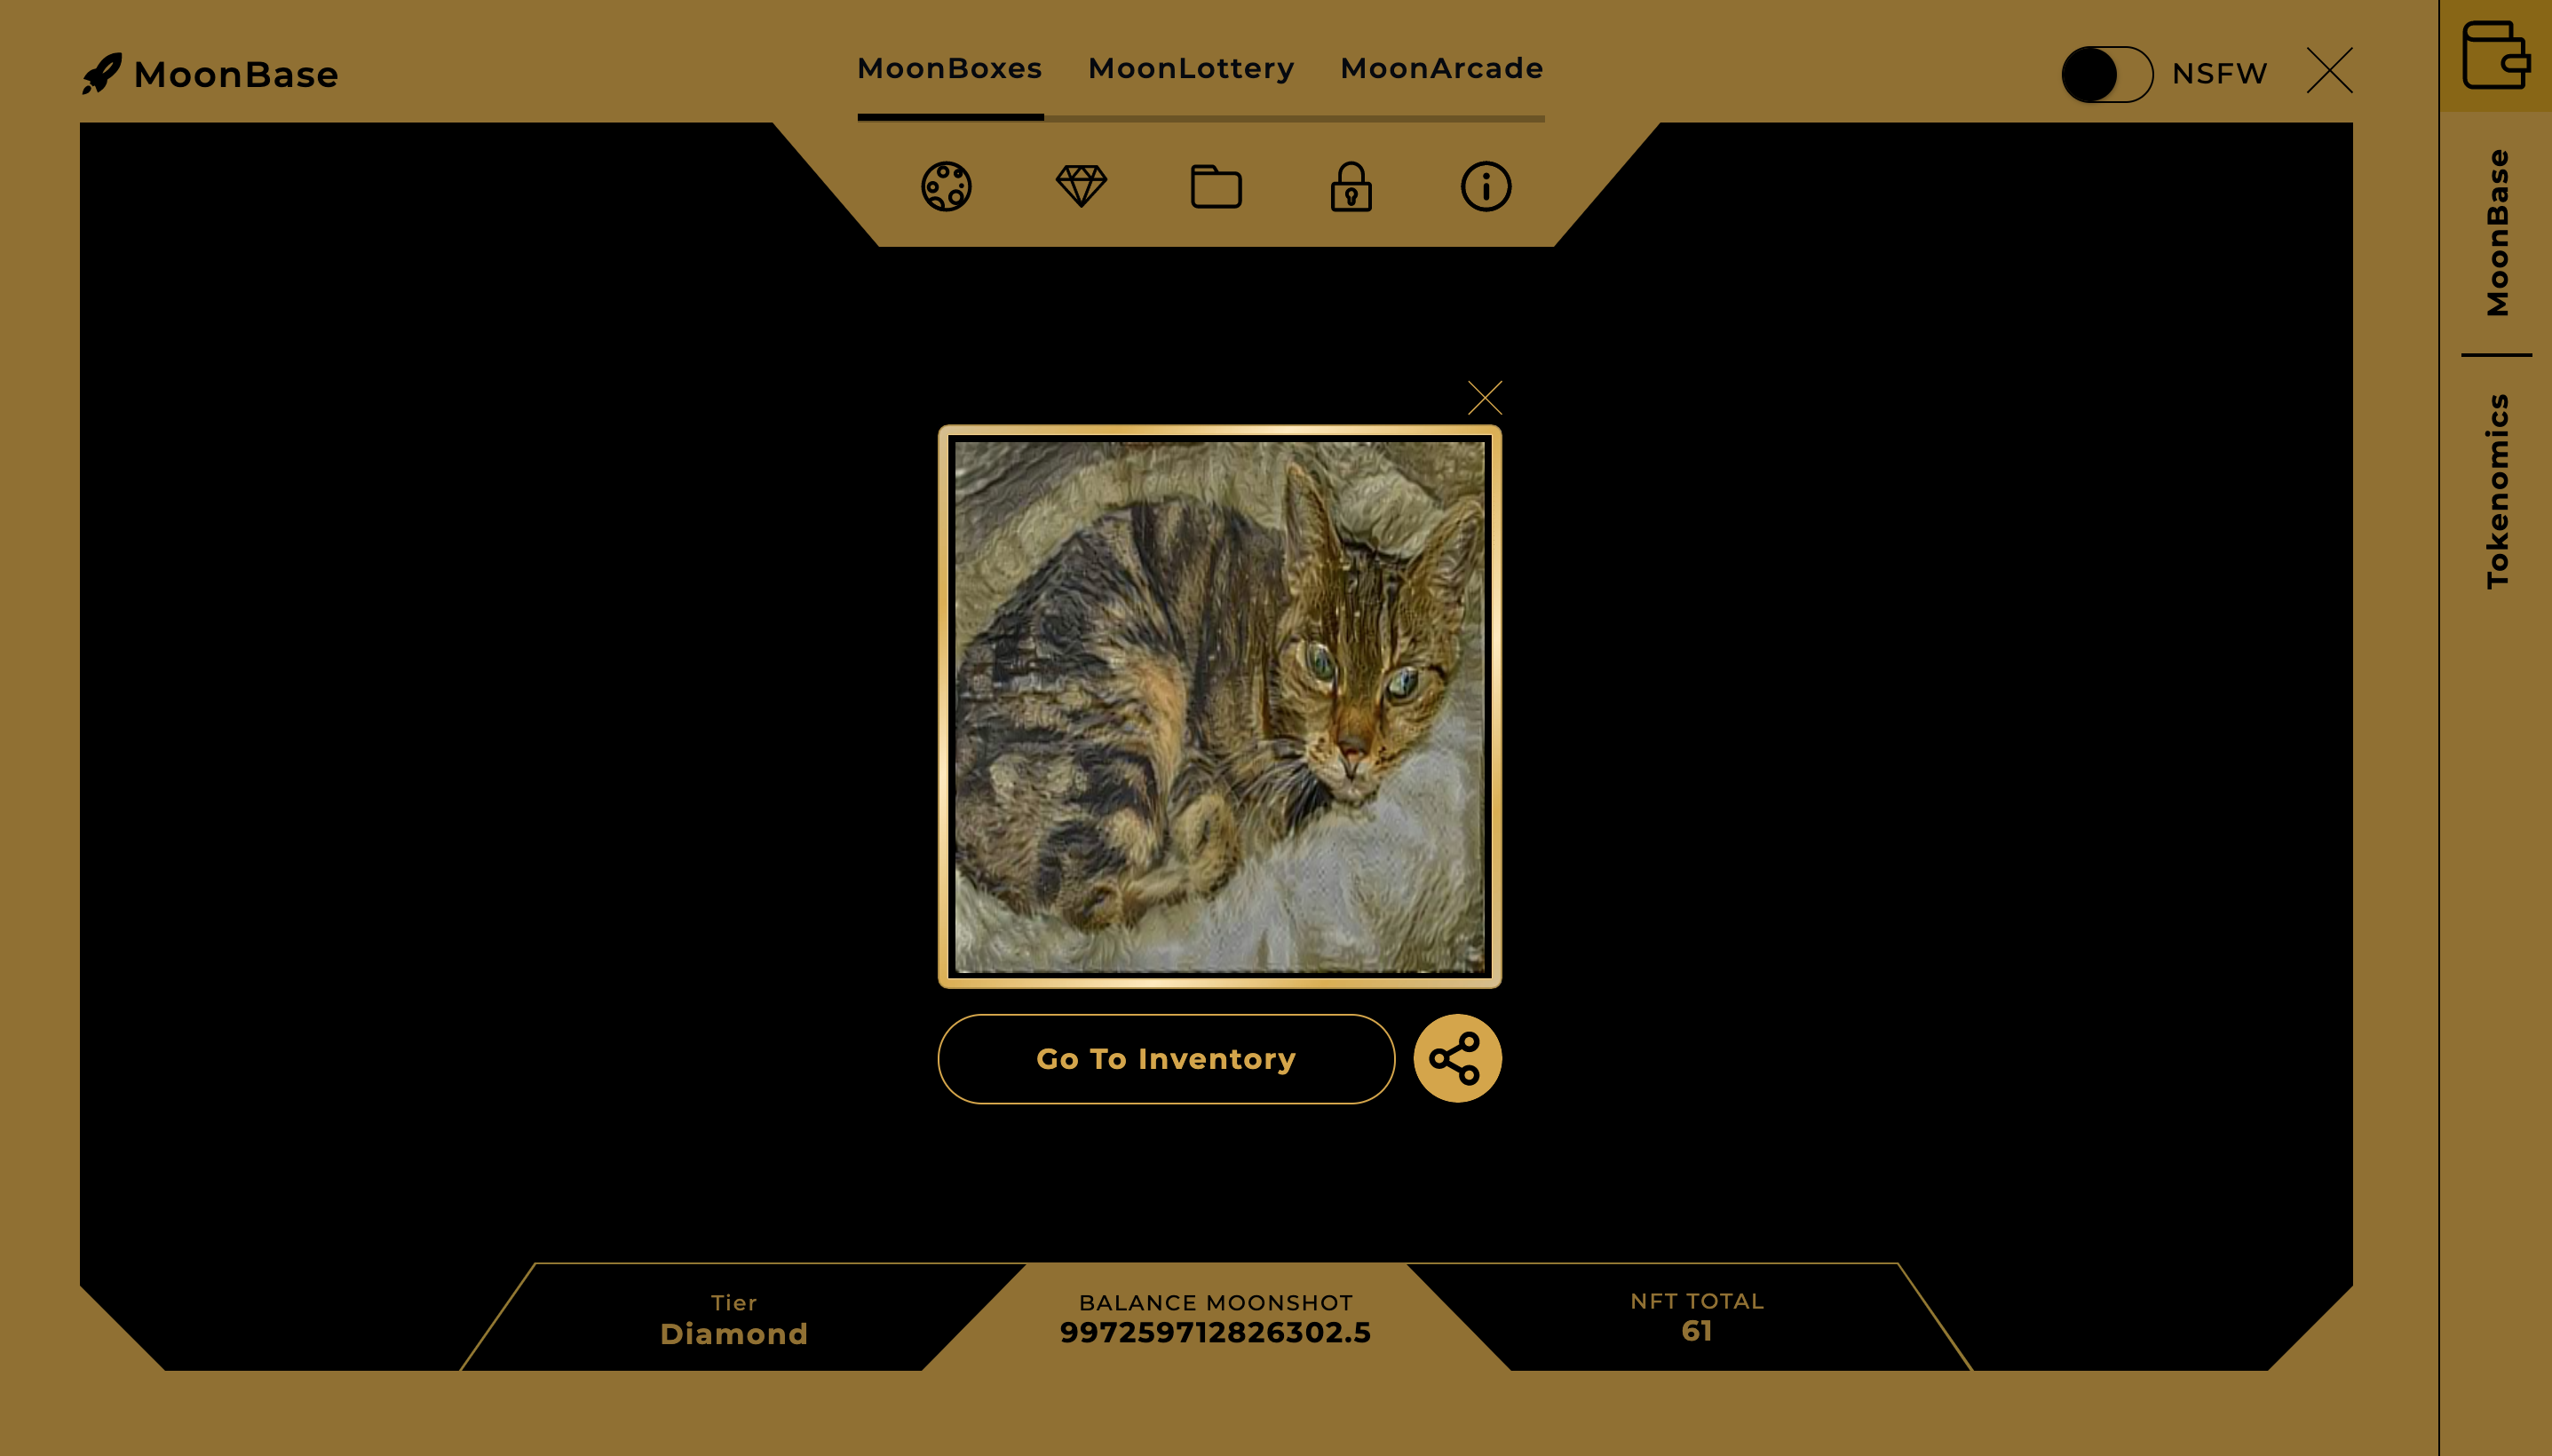 MoonBase
MoonBoxes MoonLottery MoonArcade
NSFW
MoonBase
Tokenomics
Go To Inventory
Tier
Diamond
BALANCE MOONSHOT
997259712826302.5
NFT TOTAL
61